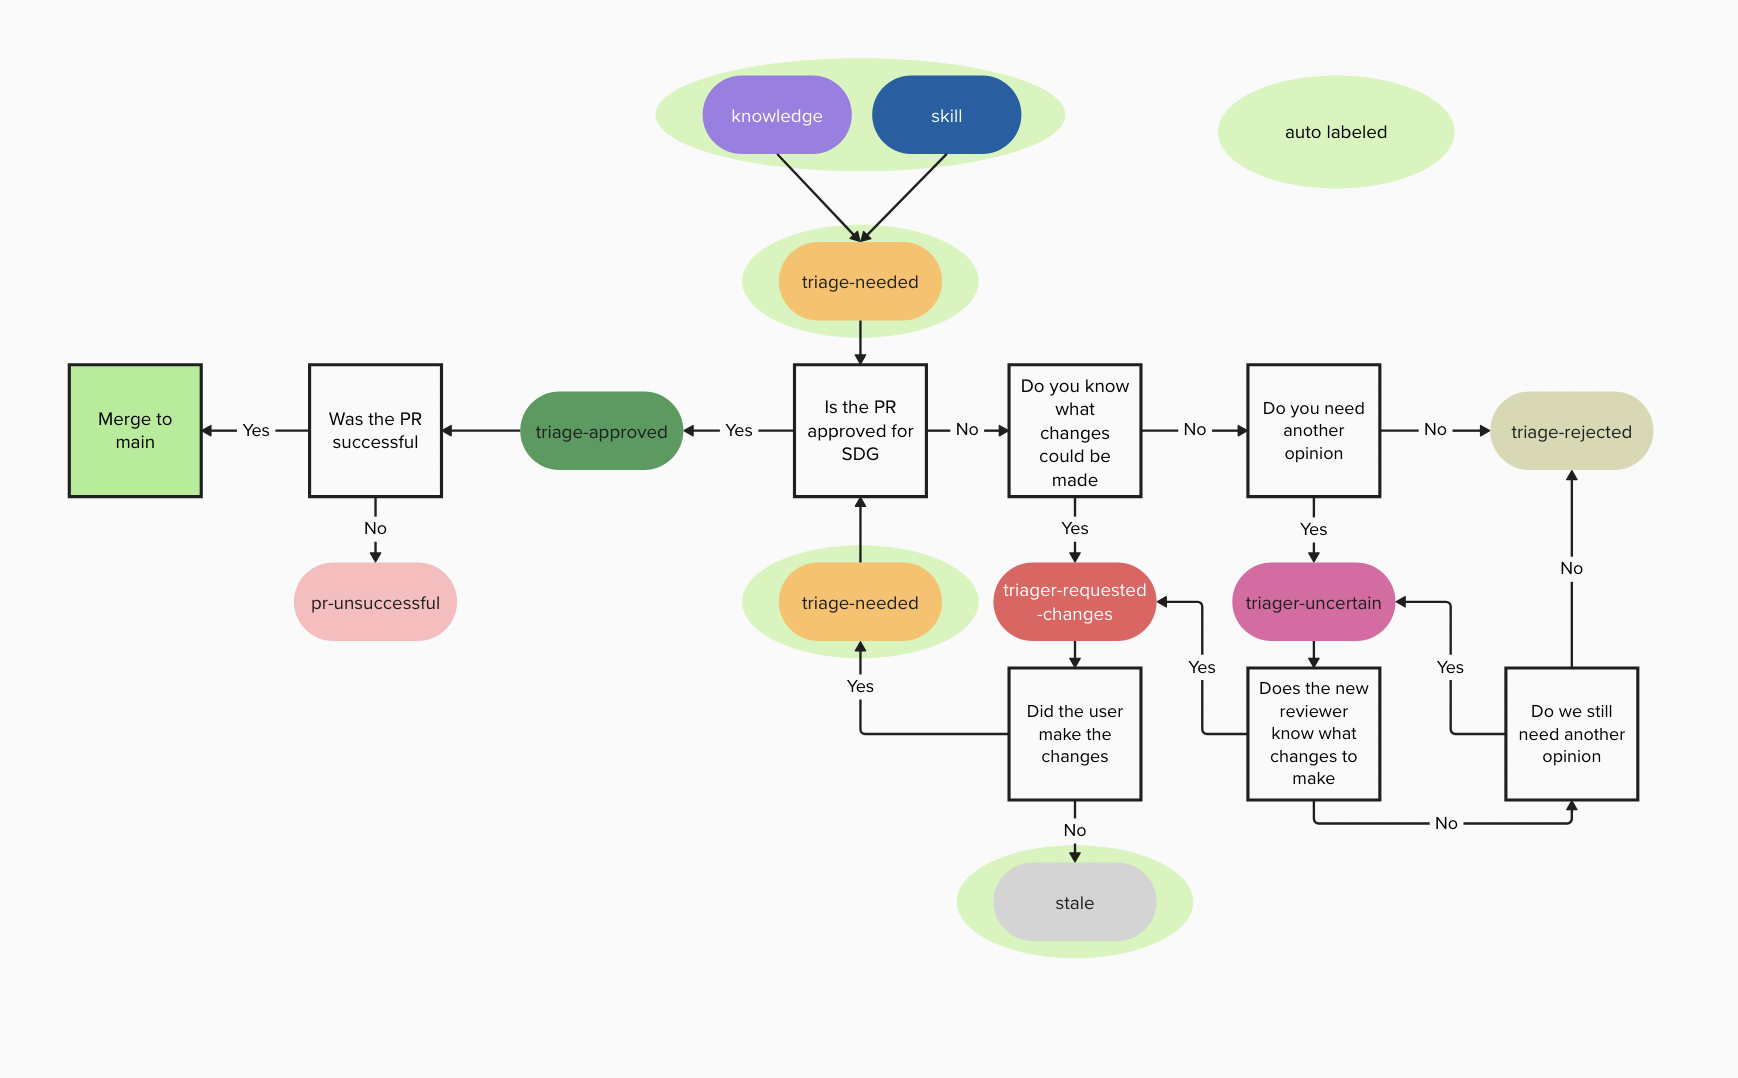 knowledge
skill
auto labeled
triage-needed
Merge to
main
Yes
Was the PR
successful
triage-approved
Yes
Is the PR
approved for
SDG
No
Do you know
what
changes
could be
made
No
Do you need
another
opinion
No
triage-rejected
No
Yes
Yes
No
pr-unsuccessful
triage-needed
triager-requested
-changes
triager-uncertain
Yes
Yes
Yes
Did the user
make the
changes
Does the new
reviewer
know what
changes to
make
Do we still
need another
opinion
No
No
stale